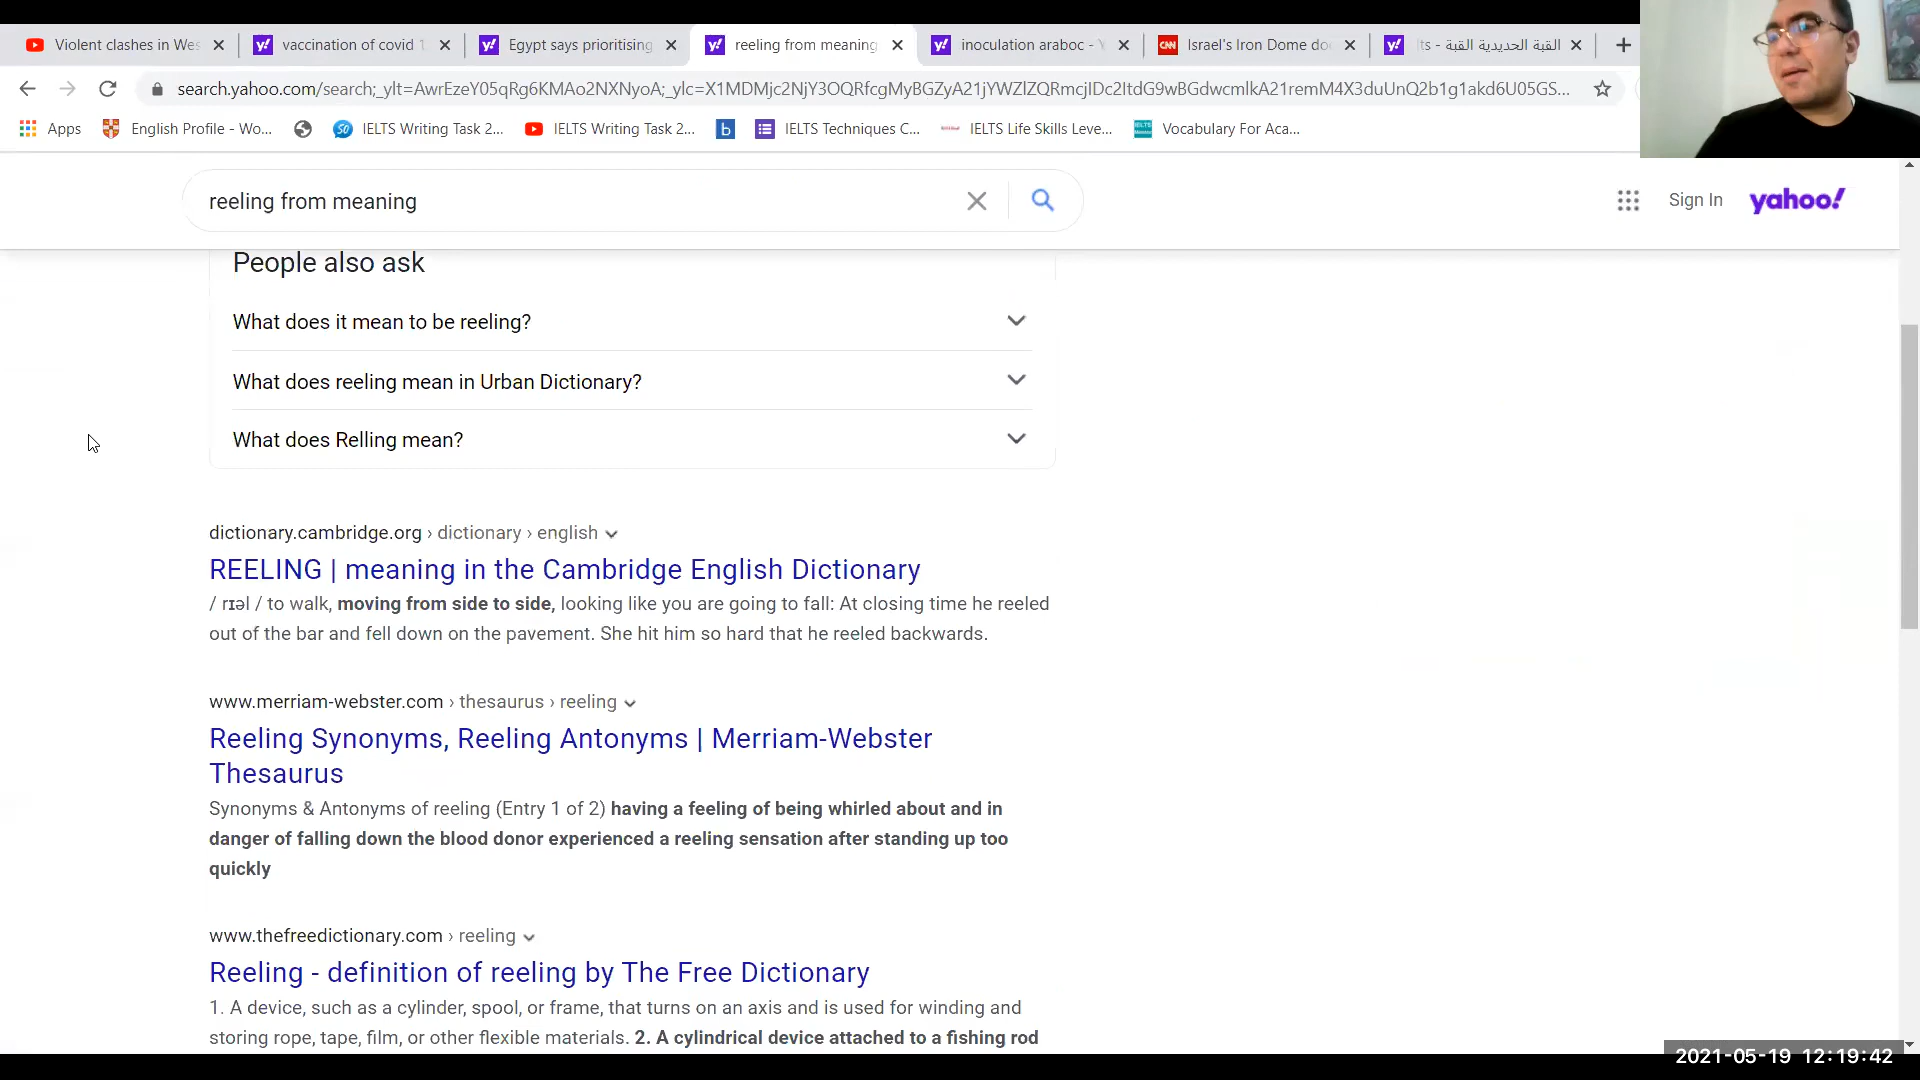 Violent clashes in Wes
vaccination of covid 1
Egypt says prioritising
reeling from meaning
inoculation araboc - Y
CNN
Israel's Iron Dome do
القبة الحديدية القبة - lts
search.yahoo.com/search;_ylt=AwrEzeY05qRg6KMAo2NXNyoA;_ylc=X1MDMjc2NjY3OQRfcgMyBGZyA21jYWZlZQRmcjIDc2ItdG9wBGdwcmlkA21remM4X3duUnQ2b1g1akd6U05GS...
Apps
English Profile - Wo...
IELTS Writing Task 2...
IELTS Writing Task 2...
b
IELTS Techniques C...
IELTS Life Skills Leve...
Vocabulary For Aca...
reeling from meaning
Sign In
yahoo!
People also ask
What does it mean to be reeling?
What does reeling mean in Urban Dictionary?
What does Relling mean?
dictionary.cambridge.org › dictionary › english
REELING | meaning in the Cambridge English Dictionary
/ rɪəl / to walk, moving from side to side, looking like you are going to fall: At closing time he reeled
out of the bar and fell down on the pavement. She hit him so hard that he reeled backwards.
www.merriam-webster.com › thesaurus › reeling
Reeling Synonyms, Reeling Antonyms | Merriam-Webster
Thesaurus
Synonyms & Antonyms of reeling (Entry 1 of 2) having a feeling of being whirled about and in
danger of falling down the blood donor experienced a reeling sensation after standing up too
quickly
www.thefreedictionary.com › reeling
Reeling - definition of reeling by The Free Dictionary
1. A device, such as a cylinder, spool, or frame, that turns on an axis and is used for winding and
storing rope, tape, film, or other flexible materials. 2. A cylindrical device attached to a fishing rod
2021-05-19 12:19:42